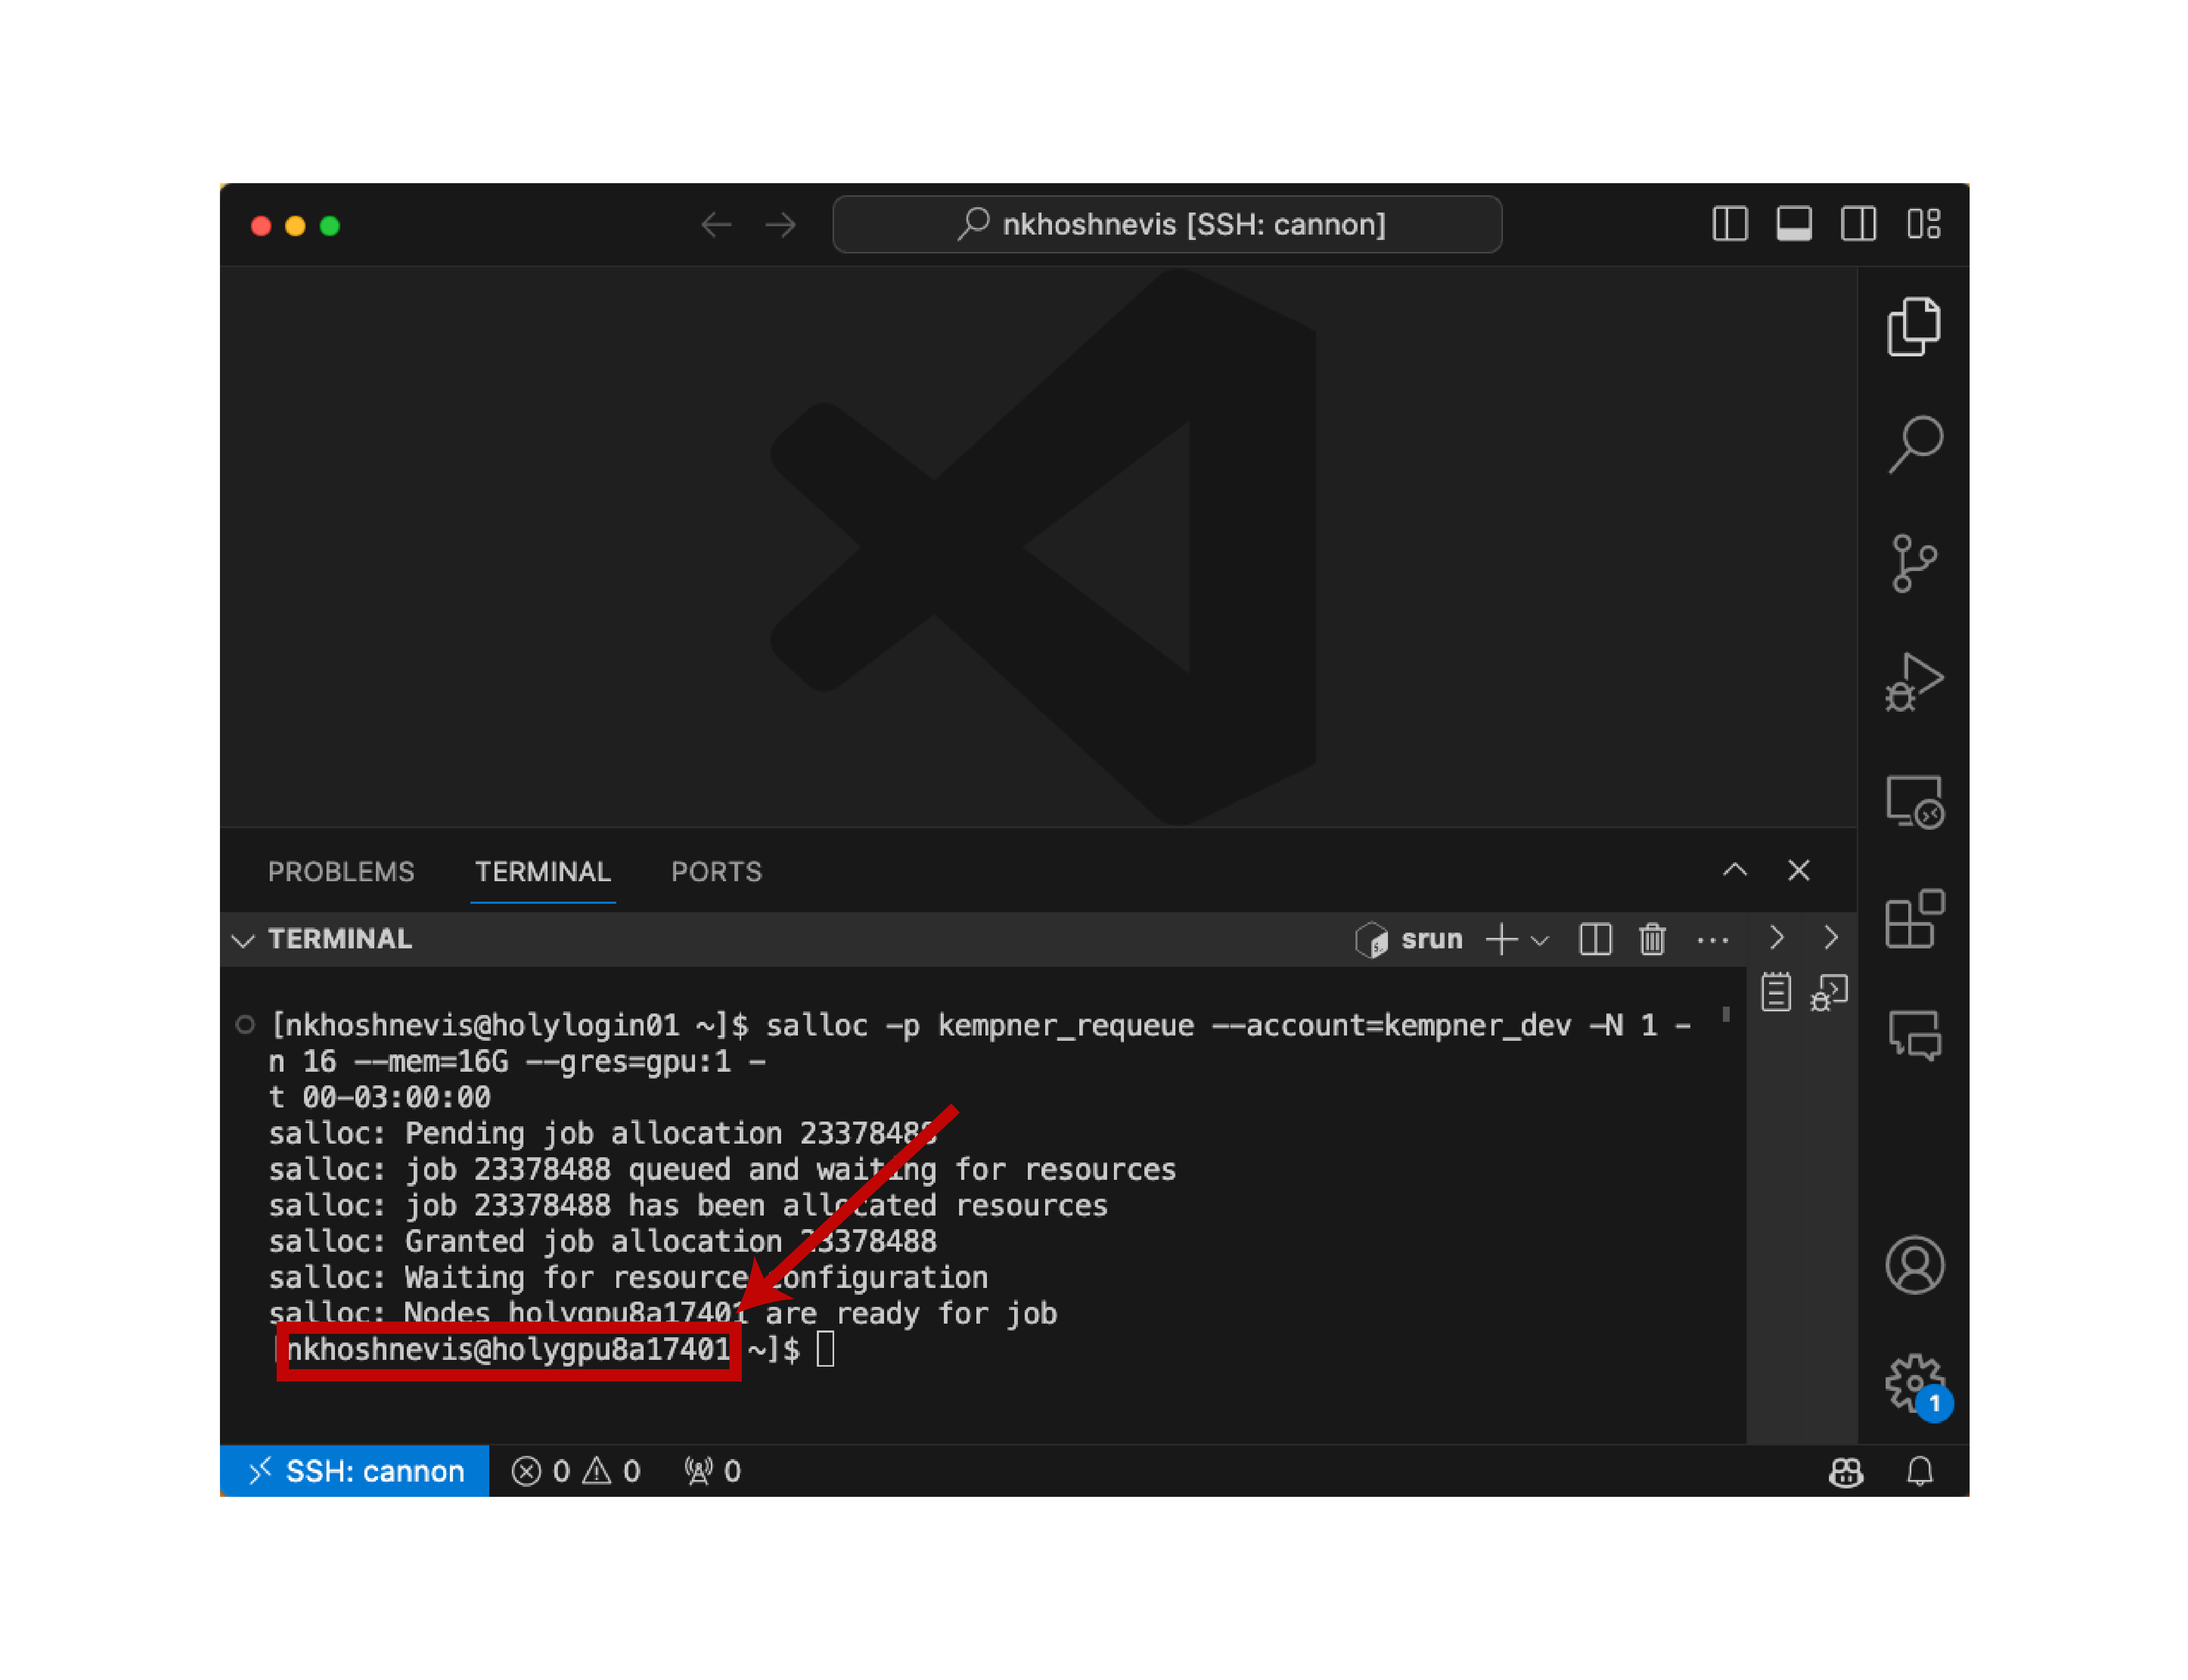 nkhoshnevis [SSH: cannon]
PROBLEMS TERMINAL PORTS
TERMINAL
srun
[nkhoshnevis@holylogin01 ~]$ salloc -p kempner_requeue --account=kempner_dev -N 1 -
n 16 --mem=16G --gres=gpu:1 -
t 00-03:00:00
salloc: Pending job allocation 23378488
salloc: job 23378488 queued and waiting for resources
salloc: job 23378488 has been allocated resources
salloc: Granted job allocation 23378488
salloc: Waiting for resource configuration
salloc: Nodes holygpu8a17401 are ready for job
[nkhoshnevis@holygpu8a17401 ~]$
1
SSH: cannon 0 0 0